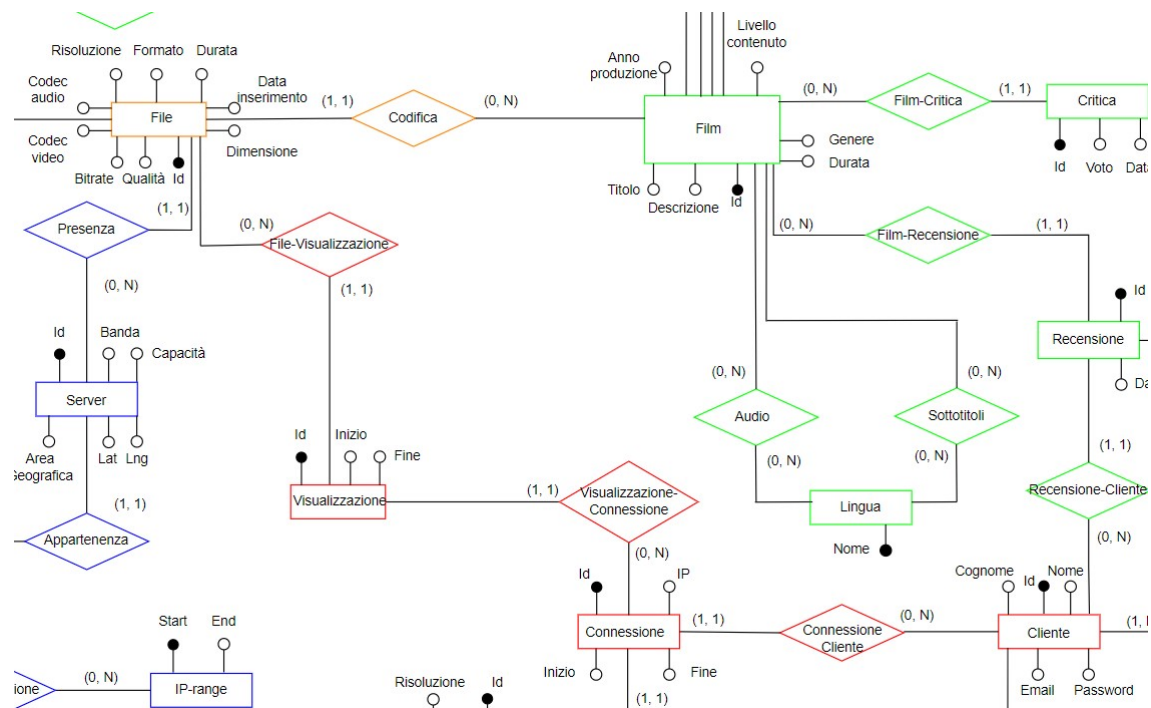 Livello
contenuto
Risoluzione Formato Durata
Anno
produzione
Codec
audio
Data
inserimento
(1, 1)
(0, N)
(0, N)
Film-Critica
(1, 1)
Critica
File
Codifica
Film
Codec
video
Dimensione
Genere
Durata
Bitrate Qualità Id
Id Voto Data
Titolo
Descrizione
Id
(1, 1)
(0, N)
(0, N)
Film-Recensione
(1, 1)
Presenza
File-Visualizzazione
(0, N)
(1, 1)
Id
Id
Banda
Capacità
Recensione
(0, N)
(0, N)
Da
Server
Audio
Sottotitoli
Area
Geografica
Lat Lng
Id
Inizio
Fine
(1, 1)
(0, N)
(0, N)
Visualizzazione
(1, 1)
Visualizzazione-
Connessione
Recensione-Cliente
(1, 1)
Lingua
Appartenenza
Nome
(0, N)
(0, N)
Id
IP
Cognome
Id
Nome
Start
End
(1, 1)
(0, N)
(1, N
Connessione
Connessione
Cliente
Cliente
Inizio
Fine
(0, N)
ione
IP-range
Risoluzione
Id
(1, 1)
Email
Password